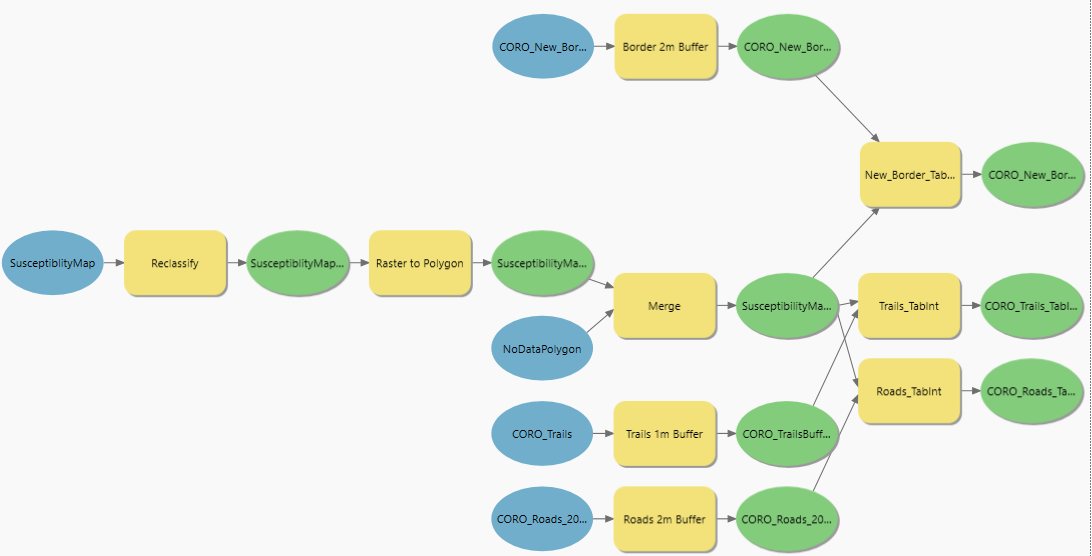 CORO_New_Bor...
Border 2m Buffer
CORO_New_Bor...
New_Border_Tab...
CORO_New_Bor...
SusceptiblityMap
Reclassify
SusceptiblityMap...
Raster to Polygon
SusceptibilityMa...
Merge
SusceptibilityMa...
Trails_TabInt
CORO_Trails_TabI...
NoDataPolygon
Roads_TabInt
CORO_Roads_Ta...
CORO_Trails
Trails 1m Buffer
CORO_TrailsBuff...
CORO_Roads_20...
Roads 2m Buffer
CORO_Roads_20...